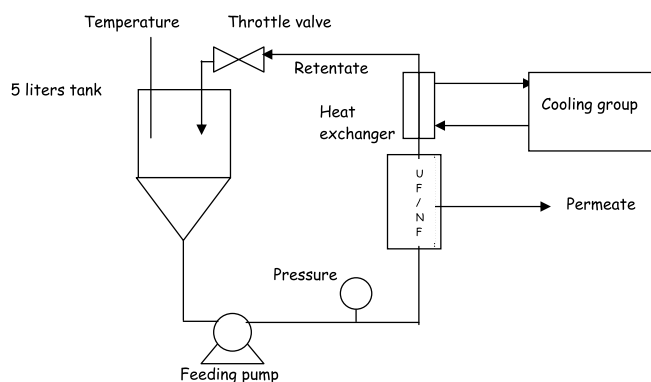 Temperature
Throttle valve
5 liters tank
Retentate
Heat
exchanger
Cooling group
U
F
/
N
F
Permeate
Pressure
Feeding pump